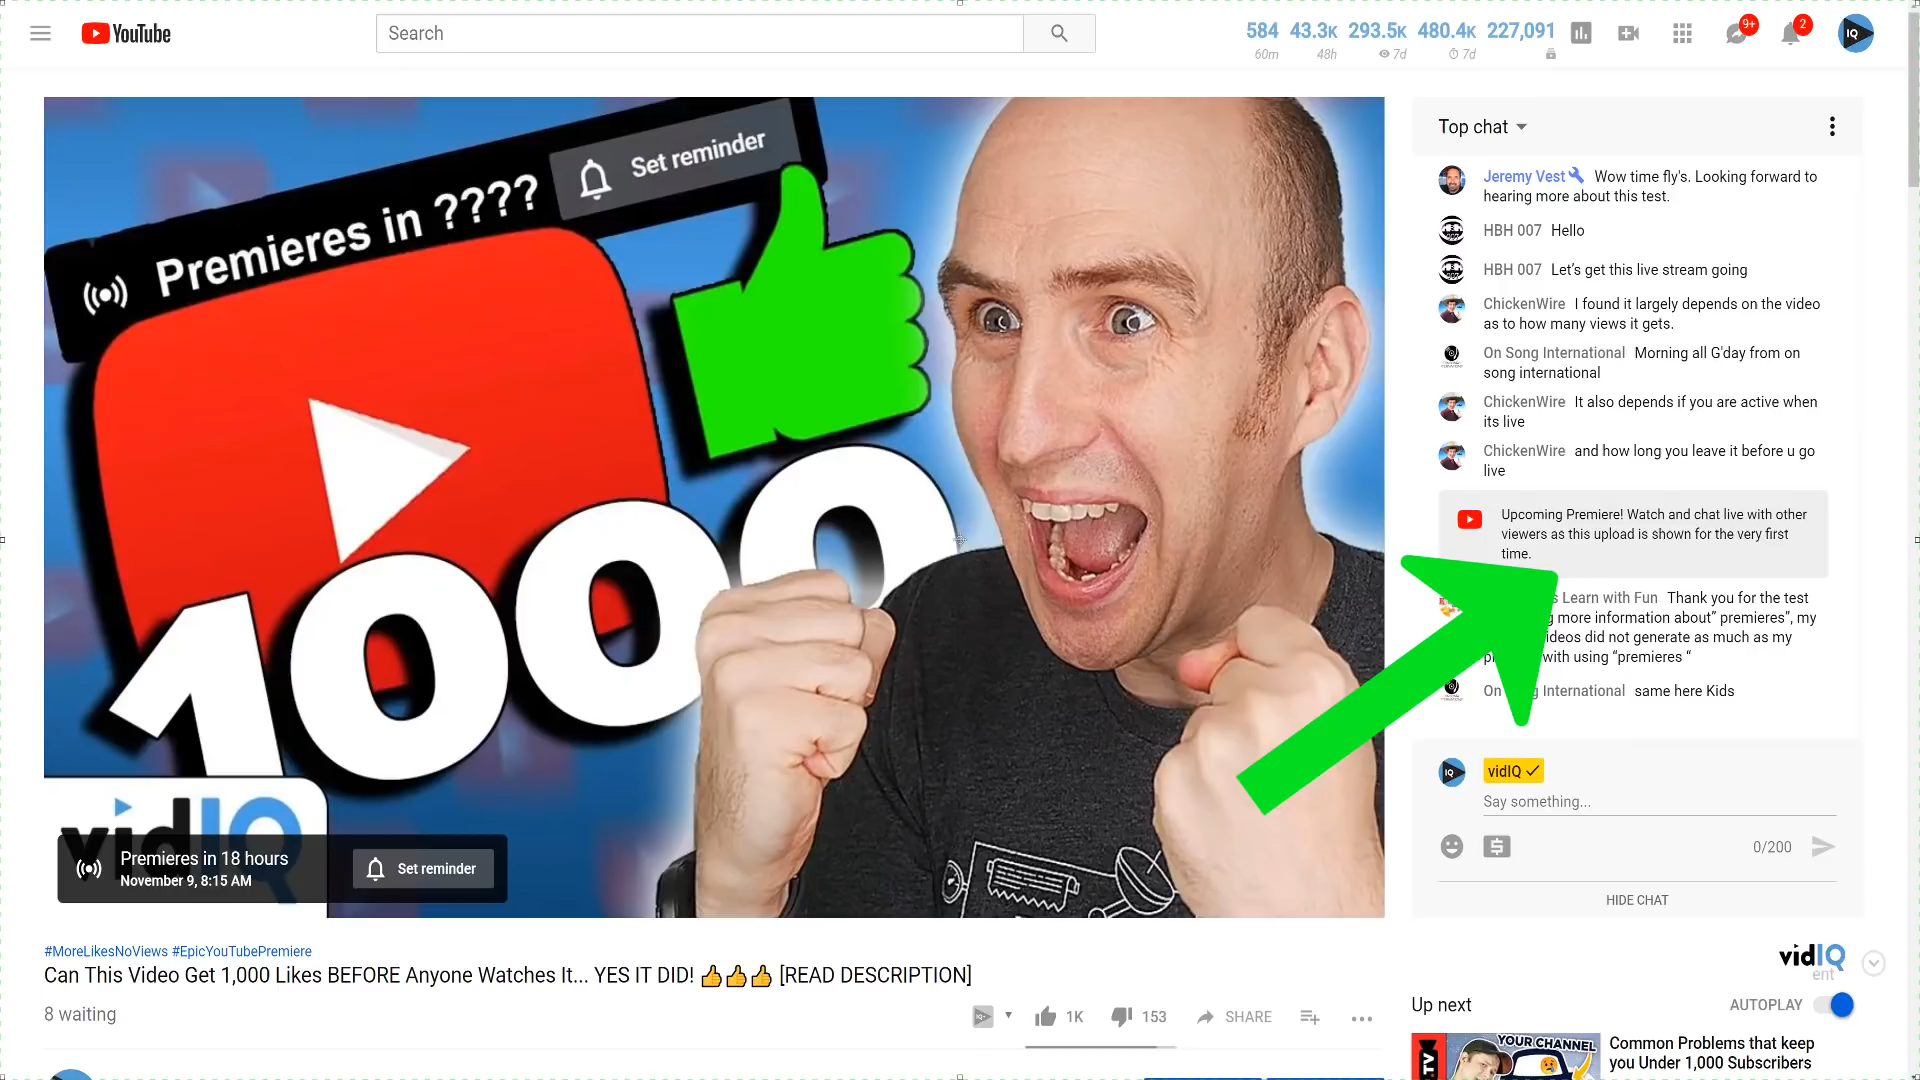 YouTube
Search
584 43.3K 293.5K 480.4K 227,091
60m 48h 7d 7d
9+
2
IQ
Premieres in ????
Set reminder
1000
vidIQ
Premieres in 18 hours
November 9, 8:15 AM
Set reminder
Top chat
Jeremy Vest Wow time fly's. Looking forward to
hearing more about this test.
HBH 007 Hello
HBH 007 Let's get this live stream going
ChickenWire I found it largely depends on the video
as to how many views it gets.
On Song International Morning all G'day from on
song international
ChickenWire It also depends if you are active when
its live
ChickenWire and how long you leave it before u go
live
Upcoming Premiere! Watch and chat live with other
viewers as this upload is shown for the very first
time.
Learn with Fun Thank you for the test
more information about” premieres”, my
did not generate as much as my
with using “premieres “
On International same here Kids
IQ
vidIQ
Say something...
0/200
HIDE CHAT
#MoreLikesNoViews #EpicYouTubePremiere
Can This Video Get 1,000 Likes BEFORE Anyone Watches It... YES IT DID! 👍👍👍 [READ DESCRIPTION]
8 waiting
1K
153
SHARE
vidIQ
Up next
AUTOPLAY
YOUR CHANNEL
TV
Common Problems that keep
you Under 1,000 Subscribers